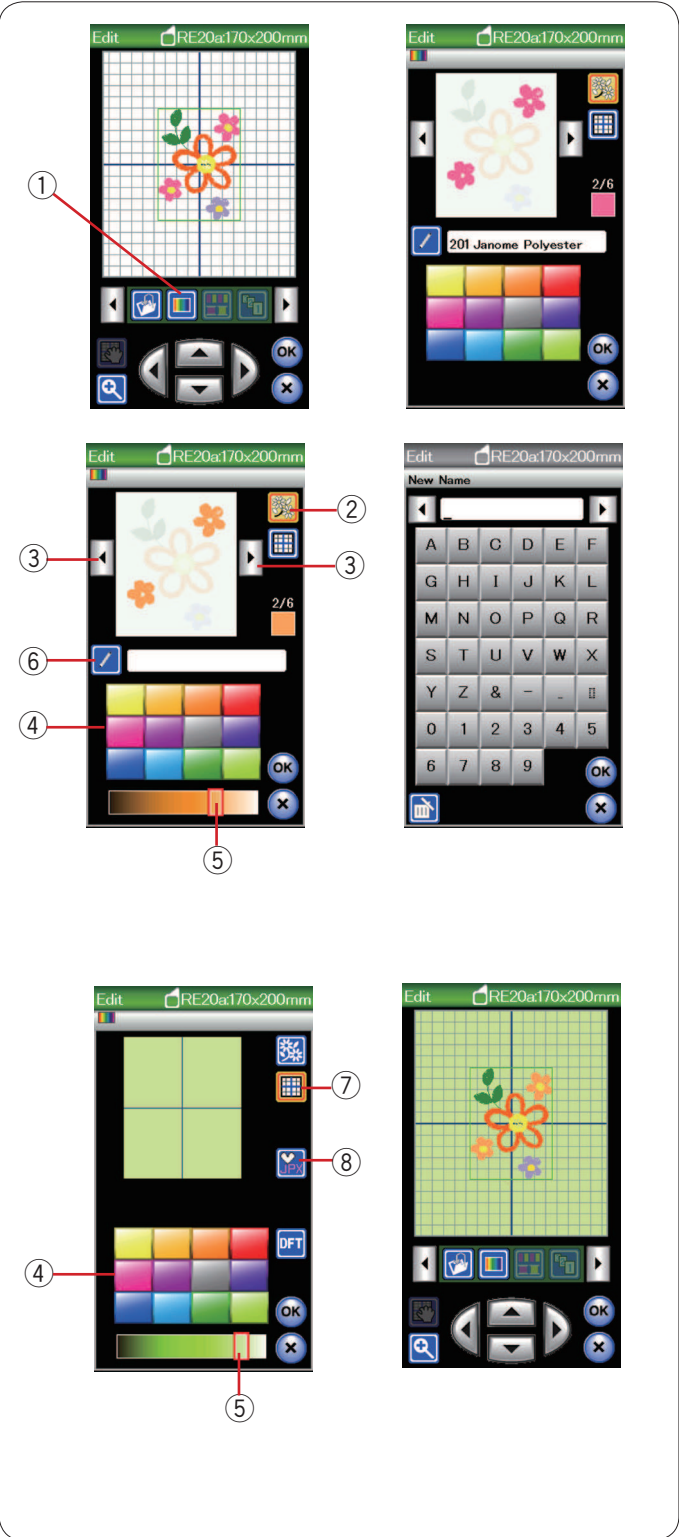 Edit RE20a:170x200mm
①
OK
Edit RE20a:170x200mm
2/6
201 Janome Polyester
OK
Edit RE20a:170x200mm
②
③
③
2/6
⑥
④
OK
⑤
Edit RE20a:170x200mm
New Name
_
A B C D E F
G H I J K L
M N O P Q R
S T U V W X
Y Z & - _ []
0 1 2 3 4 5
6 7 8 9
OK
Edit RE20a:170x200mm
⑦
JPX
⑧
DFT
④
OK
⑤
Edit RE20a:170x200mm
OK